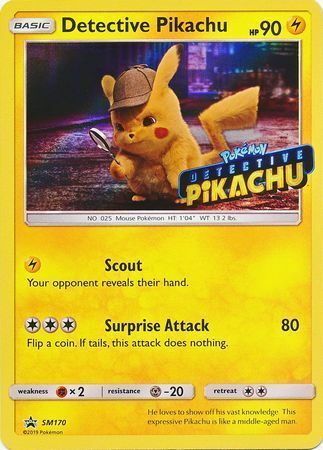 BASIC Detective Pikachu HP 90
POKÉMON
DETECTIVE
PIKACHU
NO 025 Mouse Pokémon HT: 1'04" WT: 13.2 lbs.
Scout
Your opponent reveals their hand.
Surprise Attack 80
Flip a coin. If tails, this attack does nothing.
weakness × 2 resistance -20 retreat
SM170
©2019 Pokémon
He loves to show off his vast knowledge. This
expressive Pikachu is like a middle-aged man.